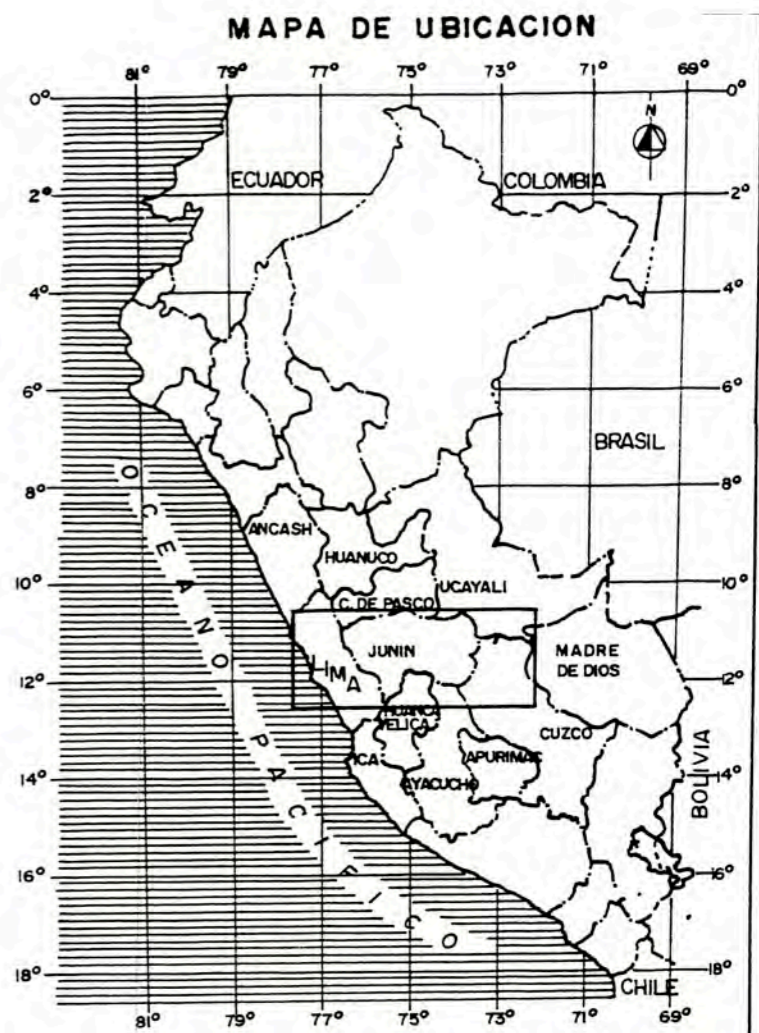 MAPA DE UBICACION
81° 79° 77° 75° 73° 71° 69°
0°
N
ECUADOR COLOMBIA
2° 2°
4° 4°
6° 6°
BRASIL
8° 8°
ANCASH
HUANUCO
10° UCAYALI 10°
C. DE PASCO
JUNIN MADRE
DE DIOS
LIMA
12° 12°
HUANCA
VELICA
CUZCO
ICA APURIMAC
14° AYACUCHO 14°
BOLIVIA
OCEANO PACIFICO
16° 16°
18° 18°
CHILE
81° 79° 77° 75° 73° 71° 69°
0°